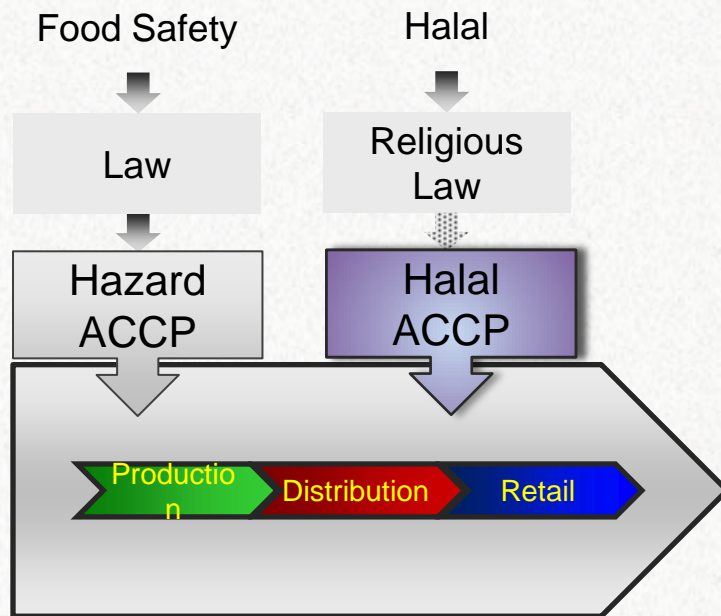 Food Safety
Halal
Law
Religious
Law
Hazard
ACCP
Halal
ACCP
Productio
n
Distribution
Retail